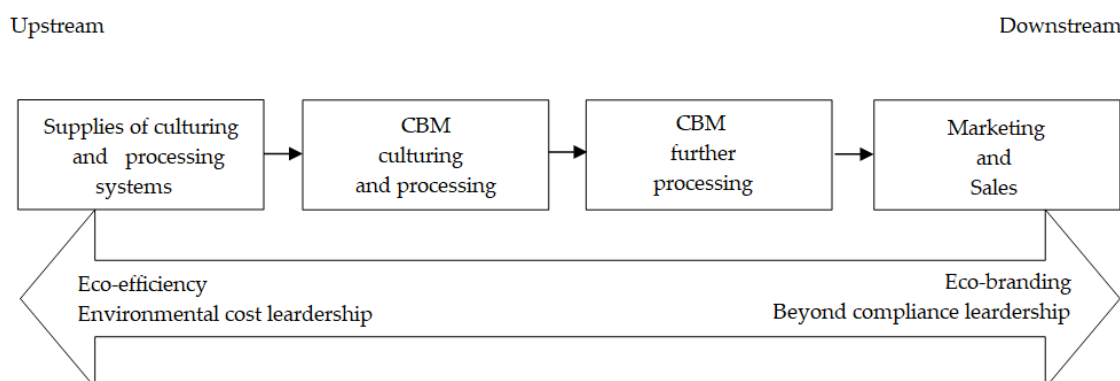 Upstream
Downstream
Supplies of culturing
and processing
systems
CBM
culturing
and processing
CBM
further
processing
Marketing
and
Sales
Eco-efficiency
Environmental cost leardership
Eco-branding
Beyond compliance leardership